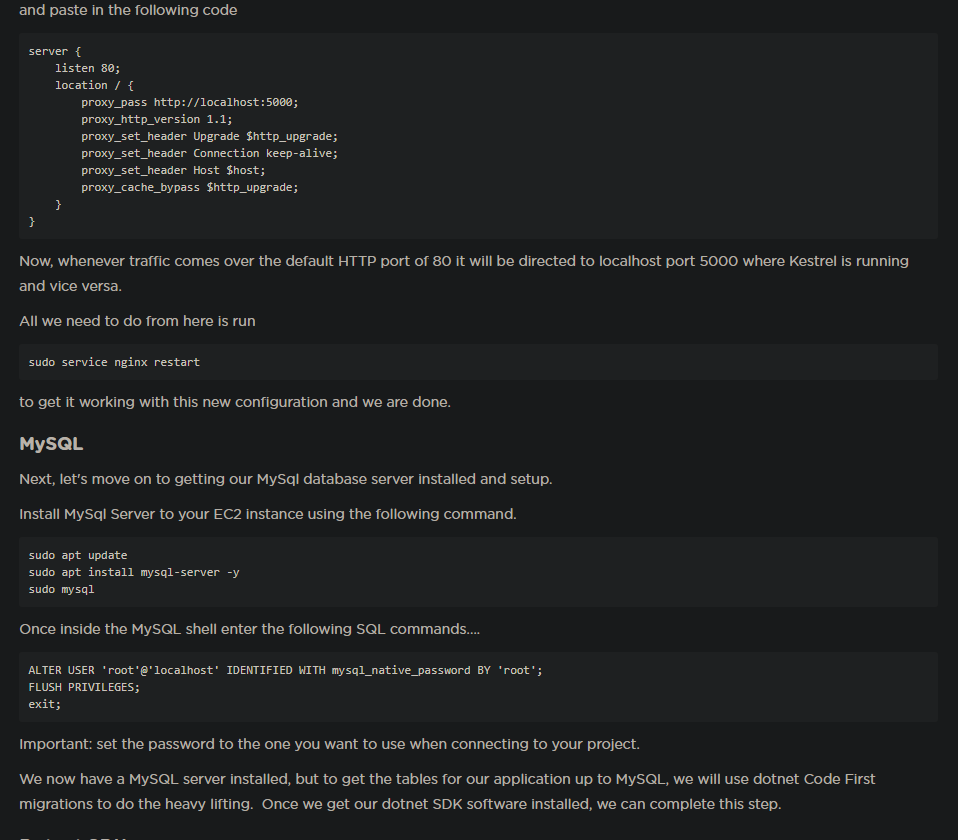 and paste in the following code
server {
    listen 80;
    location / {
        proxy_pass http://localhost:5000;
        proxy_http_version 1.1;
        proxy_set_header Upgrade $http_upgrade;
        proxy_set_header Connection keep-alive;
        proxy_set_header Host $host;
        proxy_cache_bypass $http_upgrade;
    }
}
Now, whenever traffic comes over the default HTTP port of 80 it will be directed to localhost port 5000 where Kestrel is running
and vice versa.
All we need to do from here is run
sudo service nginx restart
to get it working with this new configuration and we are done.
MySQL
Next, let's move on to getting our MySql database server installed and setup.
Install MySql Server to your EC2 instance using the following command.
sudo apt update
sudo apt install mysql-server -y
sudo mysql
Once inside the MySQL shell enter the following SQL commands....
ALTER USER 'root'@'localhost' IDENTIFIED WITH mysql_native_password BY 'root';
FLUSH PRIVILEGES;
exit;
Important: set the password to the one you want to use when connecting to your project.
We now have a MySQL server installed, but to get the tables for our application up to MySQL, we will use dotnet Code First
migrations to do the heavy lifting.  Once we get our dotnet SDK software installed, we can complete this step.